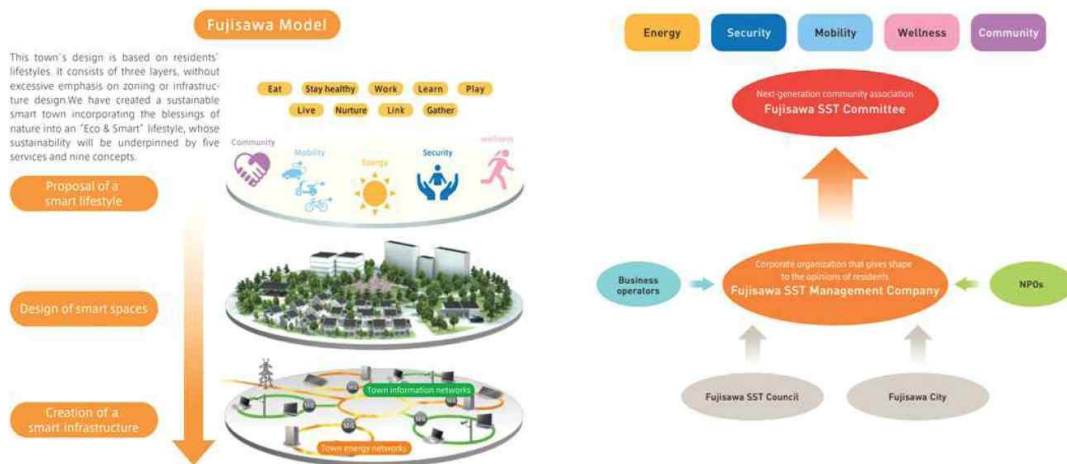 Fujisawa Model
This town's design is based on residents'
lifestyles. It consists of three layers, without
excessive emphasis on zoning or infrastruc-
ture design.We have created a sustainable
smart town incorporating the blessings of
nature into an "Eco & Smart" lifestyle, whose
sustainability will be underpinned by five
services and nine concepts.
Eat
Stay healthy
Work
Learn
Play
Live
Nurture
Link
Gather
Community
Mobility
Energy
Security
wellness
Proposal of a
smart lifestyle
Design of smart spaces
Creation of a
smart infrastructure
Town information networks
Town energy networks
Energy
Security
Mobility
Wellness
Community
Next-generation community association
Fujisawa SST Committee
Corporate organization that gives shape
to the opinions of residents
Fujisawa SST Management Company
Business
operators
NPOs
Fujisawa SST Council
Fujisawa City